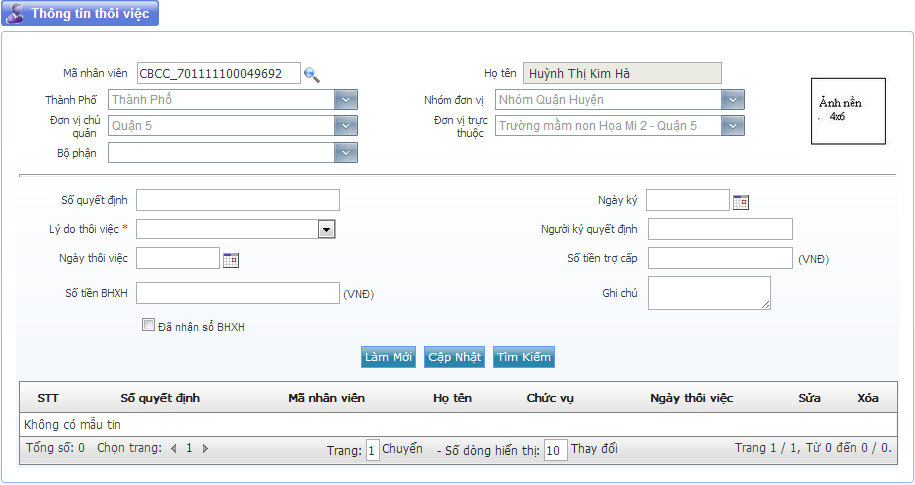 Thông tin thôi việc
Mã nhân viên CBCC_701111100049692 Họ tên Huỳnh Thị Kim Hà
Thành Phố Thành Phố Nhóm đơn vị Nhóm Quận Huyện
Đơn vị chủ quản Quận 5 Đơn vị trực thuộc Trường mầm non Họa Mi 2 - Quận 5
Bộ phận
Ảnh nền
4x6
Số quyết định Ngày ký
Lý do thôi việc * Người ký quyết định
Ngày thôi việc Số tiền trợ cấp (VNĐ)
Số tiền BHXH (VNĐ) Ghi chú
Đã nhận sổ BHXH
Làm Mới Cập Nhật Tìm Kiếm
STT Số quyết định Mã nhân viên Họ tên Chức vụ Ngày thôi việc Sửa Xóa
Không có mẫu tin
Tổng số: 0 Chọn trang: 1 Trang: 1 Chuyển - Số dòng hiển thị: 10 Thay đổi Trang 1 / 1, Từ 0 đến 0 / 0.